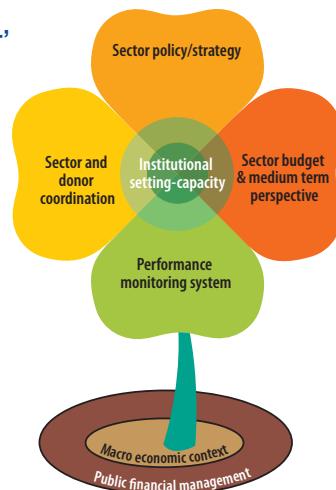 Sector policy/strategy
Sector and
donor
coordination
Institutional
setting-capacity
Sector budget
& medium term
perspective
Performance
monitoring system
Macro economic context
Public financial management